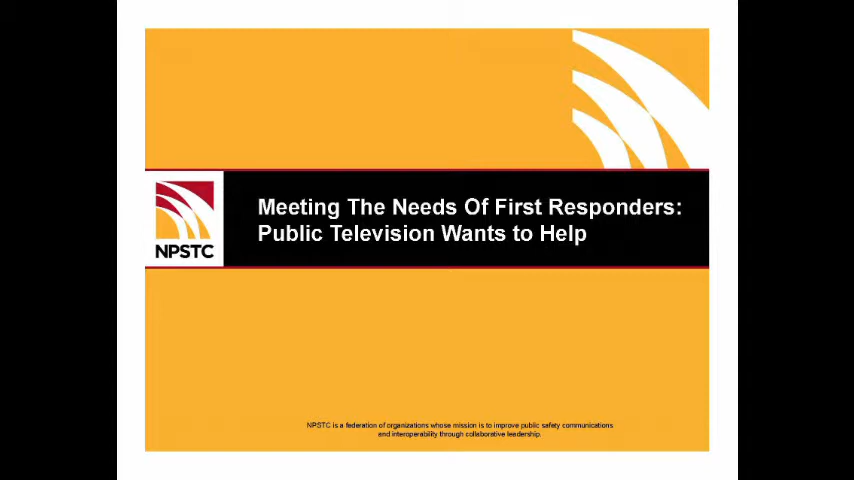 Meeting The Needs Of First Responders:
Public Television Wants to Help
NPSTC
NPSTC is a federation of organizations whose mission is to improve public safety communications
and interoperability through collaborative leadership.